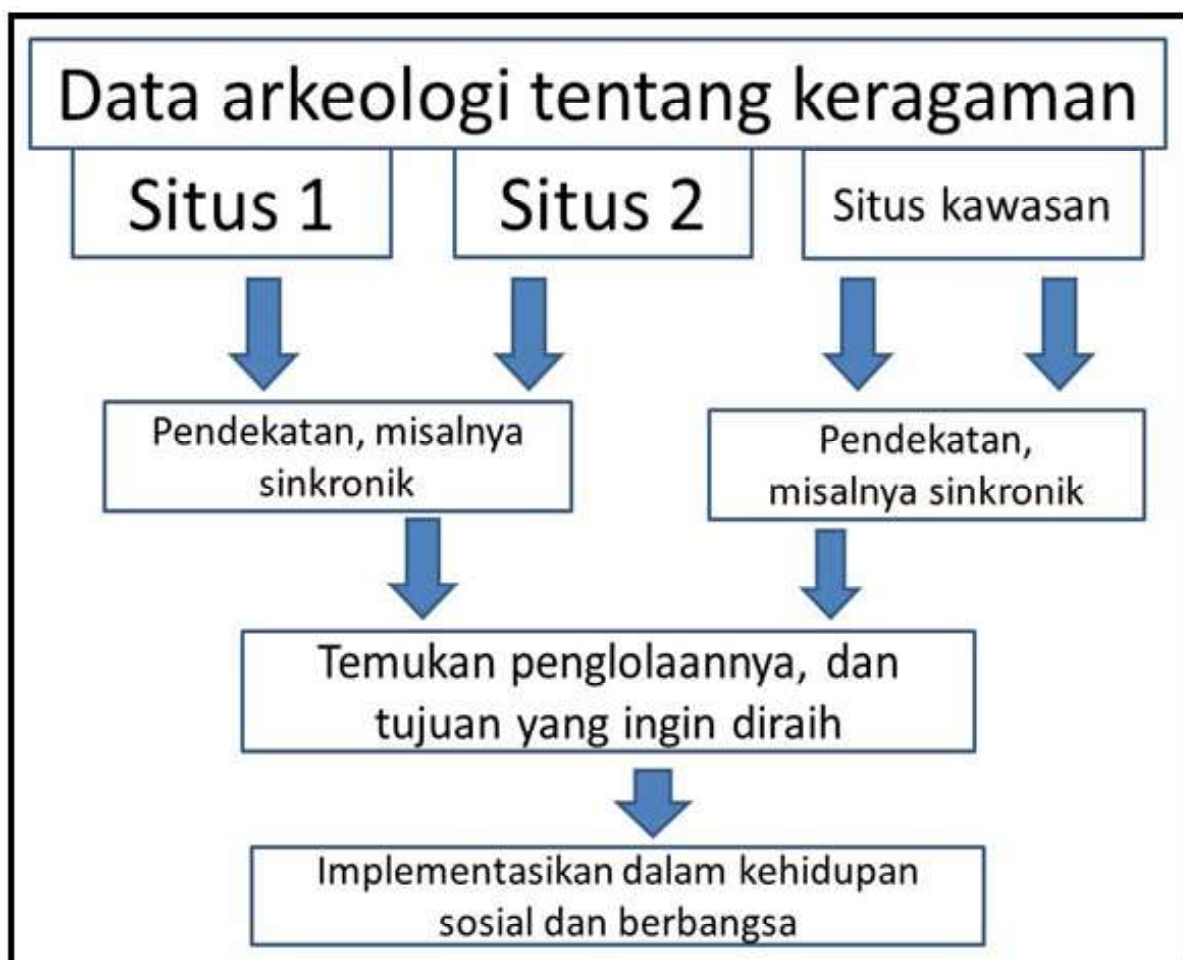 Data arkeologi tentang keragaman
Situs 1
Situs 2
Situs kawasan
Pendekatan, misalnya
sinkronik
Pendekatan,
misalnya sinkronik
Temukan penglolaannya, dan
tujuan yang ingin diraih
Implementasikan dalam kehidupan
sosial dan berbangsa